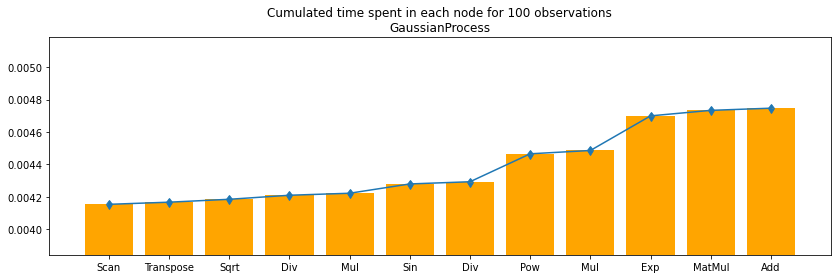 Cumulated time spent in each node for 100 observations
GaussianProcess
0.0050
0.0048
0.0046
0.0044
0.0042
0.0040
Scan Transpose Sqrt Div Mul Sin Div Pow Mul Exp MatMul Add